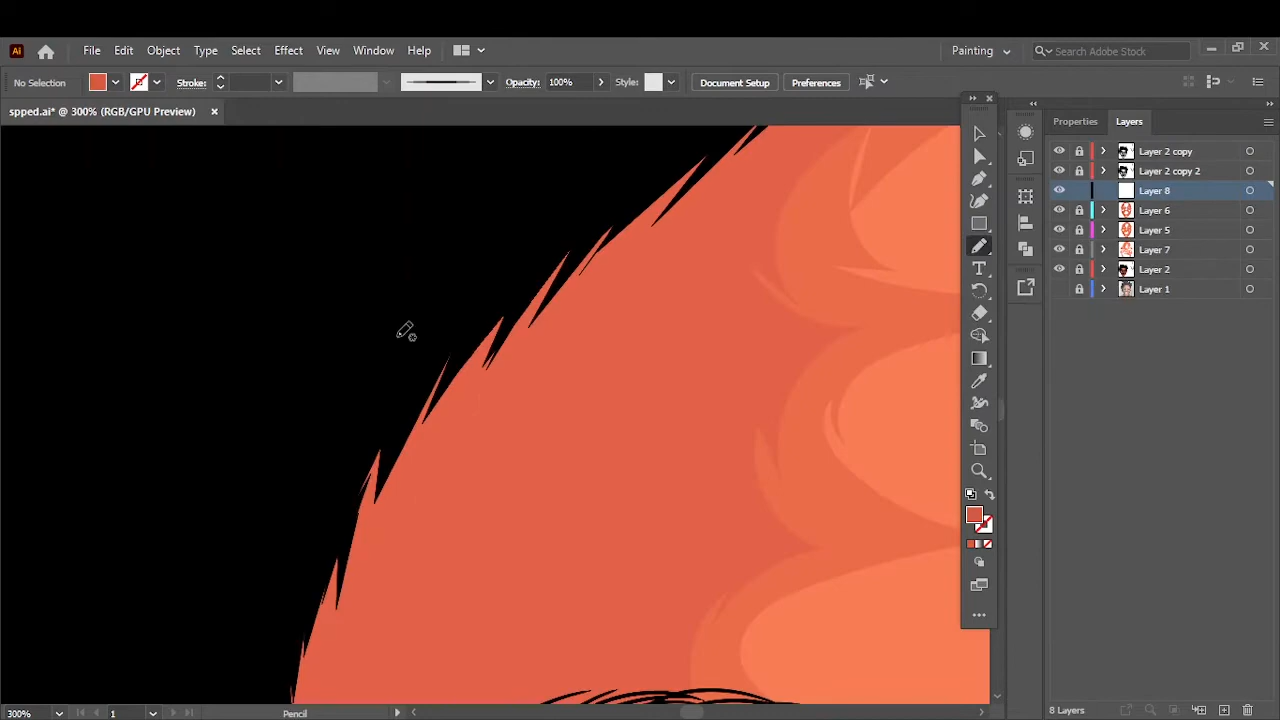 Ai File Edit Object Type Select Effect View Window Help Painting Search Adobe Stock
No Selection Stroke: Opacity: 100% Style: Document Setup Preferences
spped.ai* @ 300% (RGB/GPU Preview)
Properties Layers
Layer 2 copy
Layer 2 copy 2
Layer 8
Layer 6
Layer 5
Layer 7
Layer 2
Layer 1
300% 1 Pencil 8 Layers